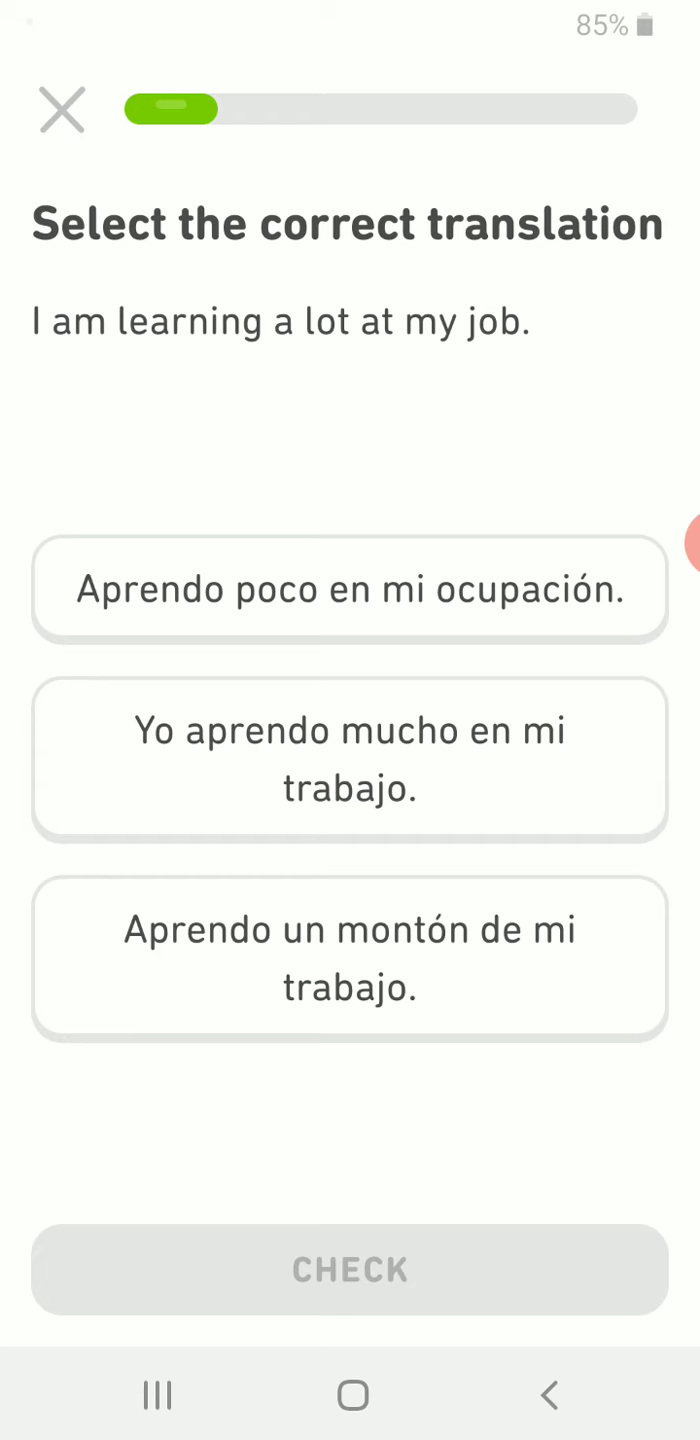 85%
Select the correct translation
I am learning a lot at my job.
Aprendo poco en mi ocupación.
Yo aprendo mucho en mi
trabajo.
Aprendo un montón de mi
trabajo.
CHECK